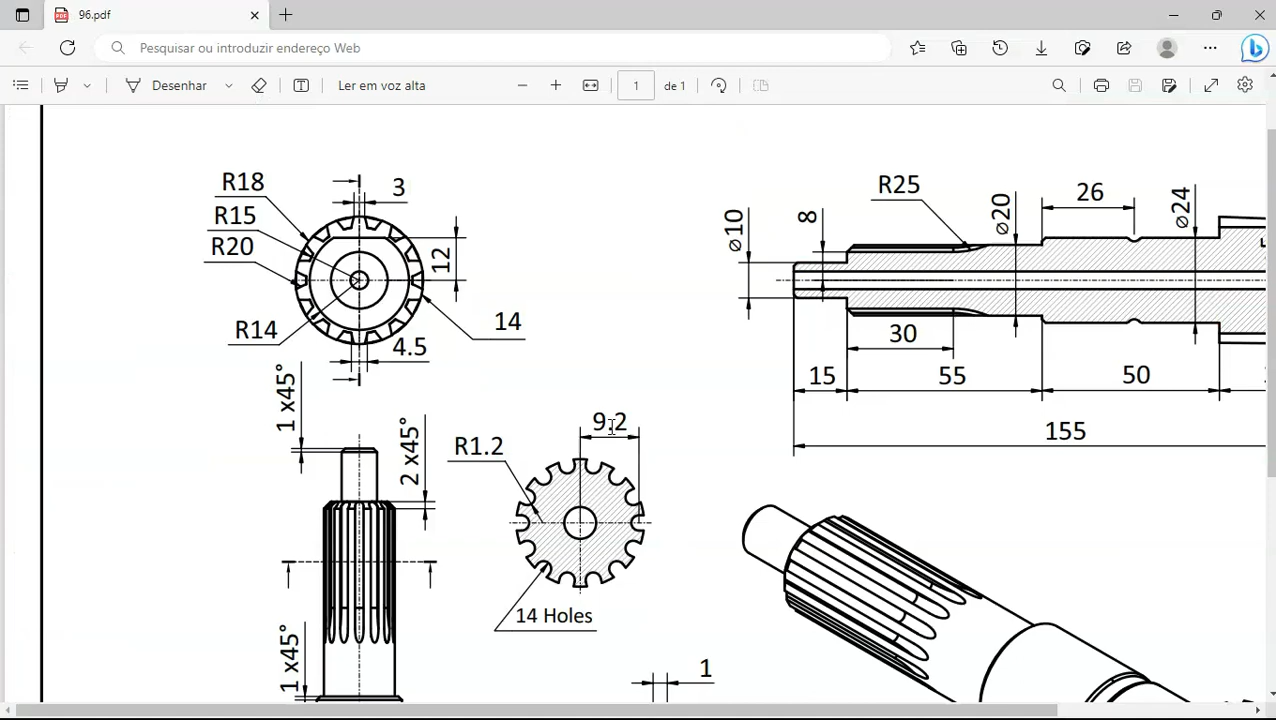 96.pdf
Pesquisar ou introduzir endereço Web
Desenhar
Ler em voz alta
1
de 1
R18
R15
R20
R14
3
12
14
4.5
1 x45°
2 x45°
1 x45°
9.2
R1.2
14 Holes
1
R25
⌀10
8
⌀20
26
⌀24
30
15
55
50
155